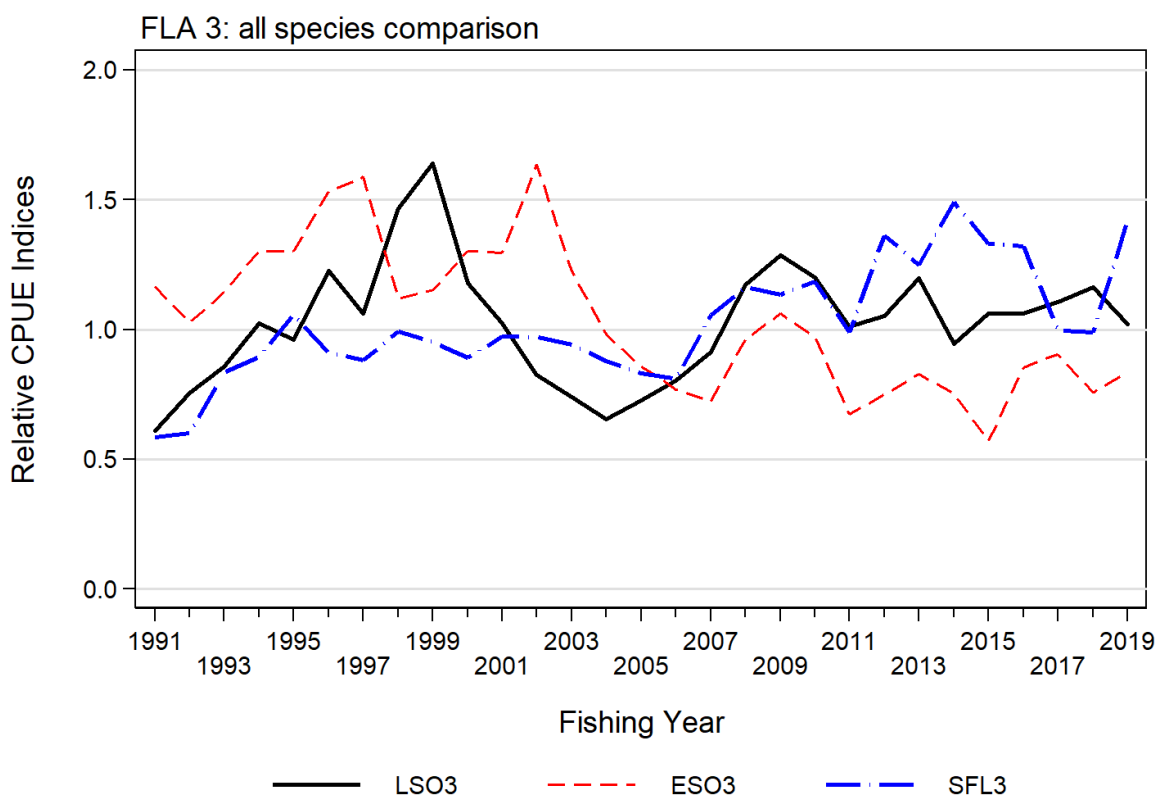 FLA 3: all species comparison
Relative CPUE Indices
2.0
1.5
1.0
0.5
0.0
1991 1995 1999 2003 2007 2011 2015 2019
1993 1997 2001 2005 2009 2013 2017
Fishing Year
LSO3 ESO3 SFL3